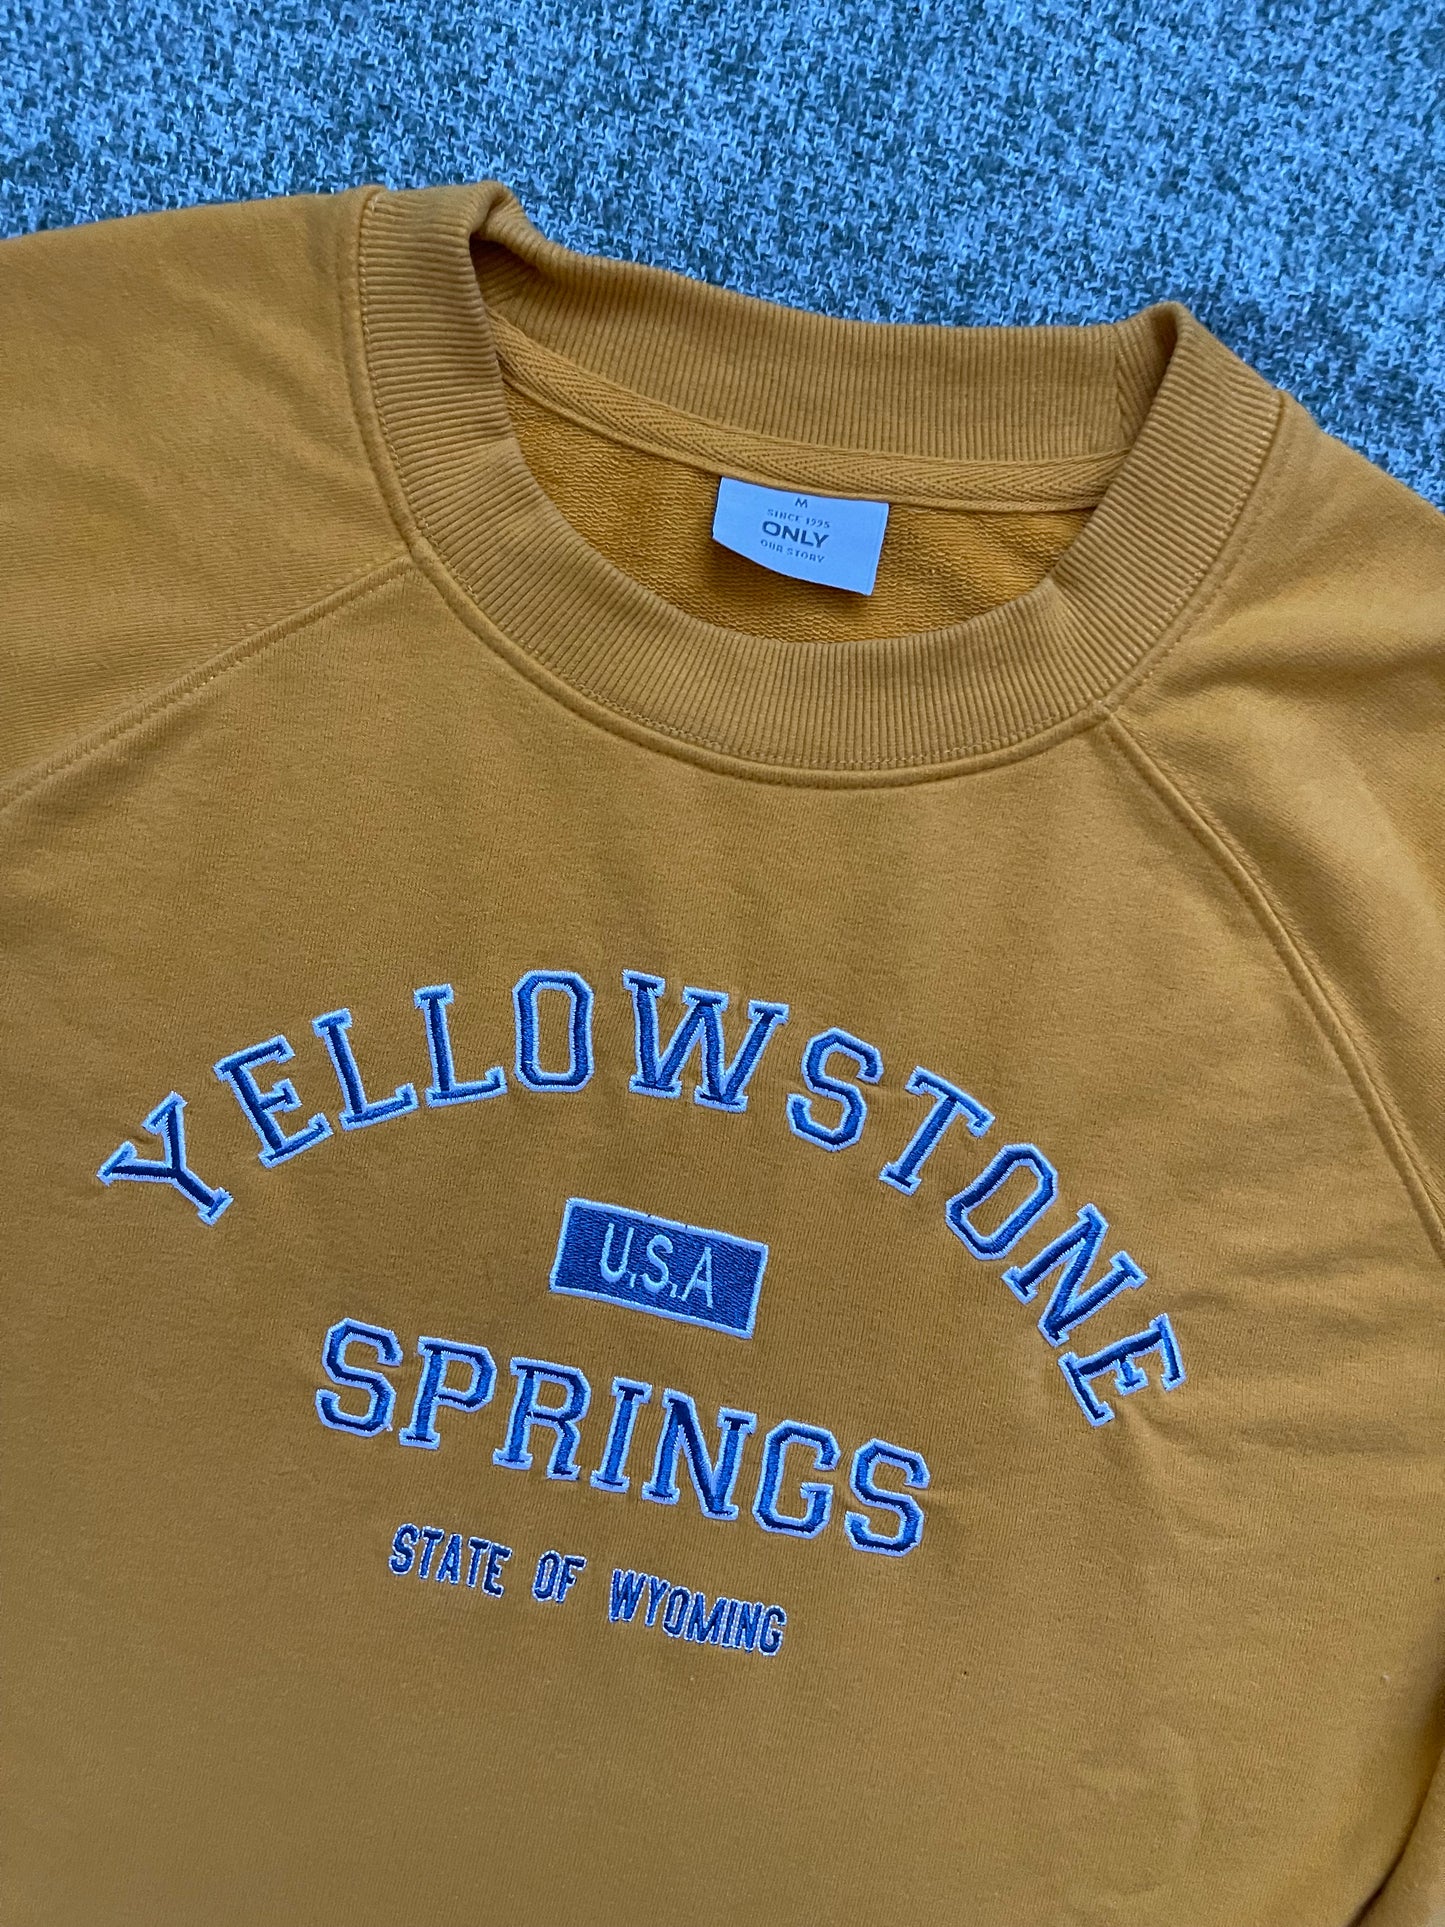 M
SINCE 1995
ONLY
OUR STORY
YELLOWSTONE
U.S.A
SPRINGS
STATE OF WYOMING